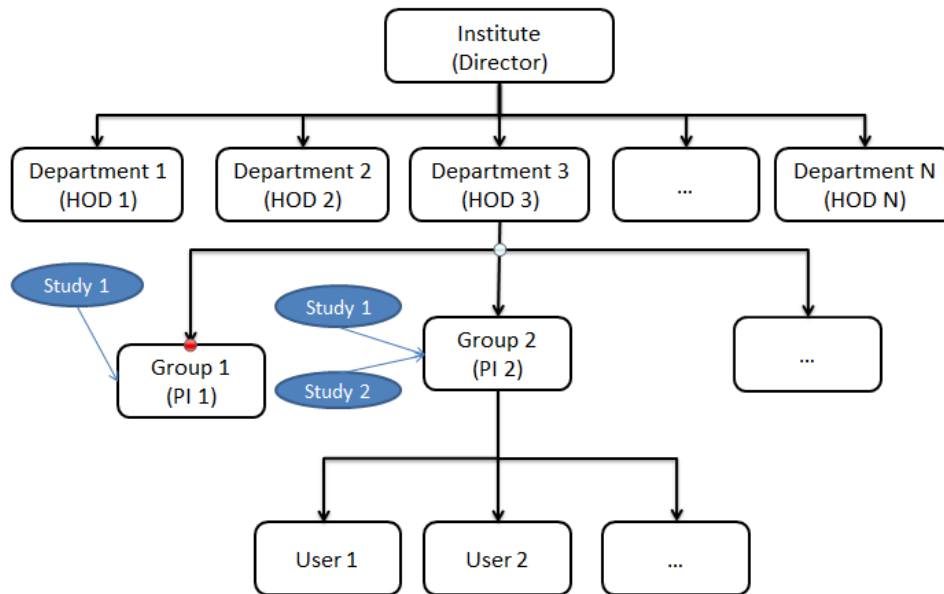 Institute
(Director)
Department 1
(HOD 1)
Department 2
(HOD 2)
Department 3
(HOD 3)
...
Department N
(HOD N)
Study 1
Group 1
(PI 1)
Study 1
Study 2
Group 2
(PI 2)
...
User 1
User 2
...